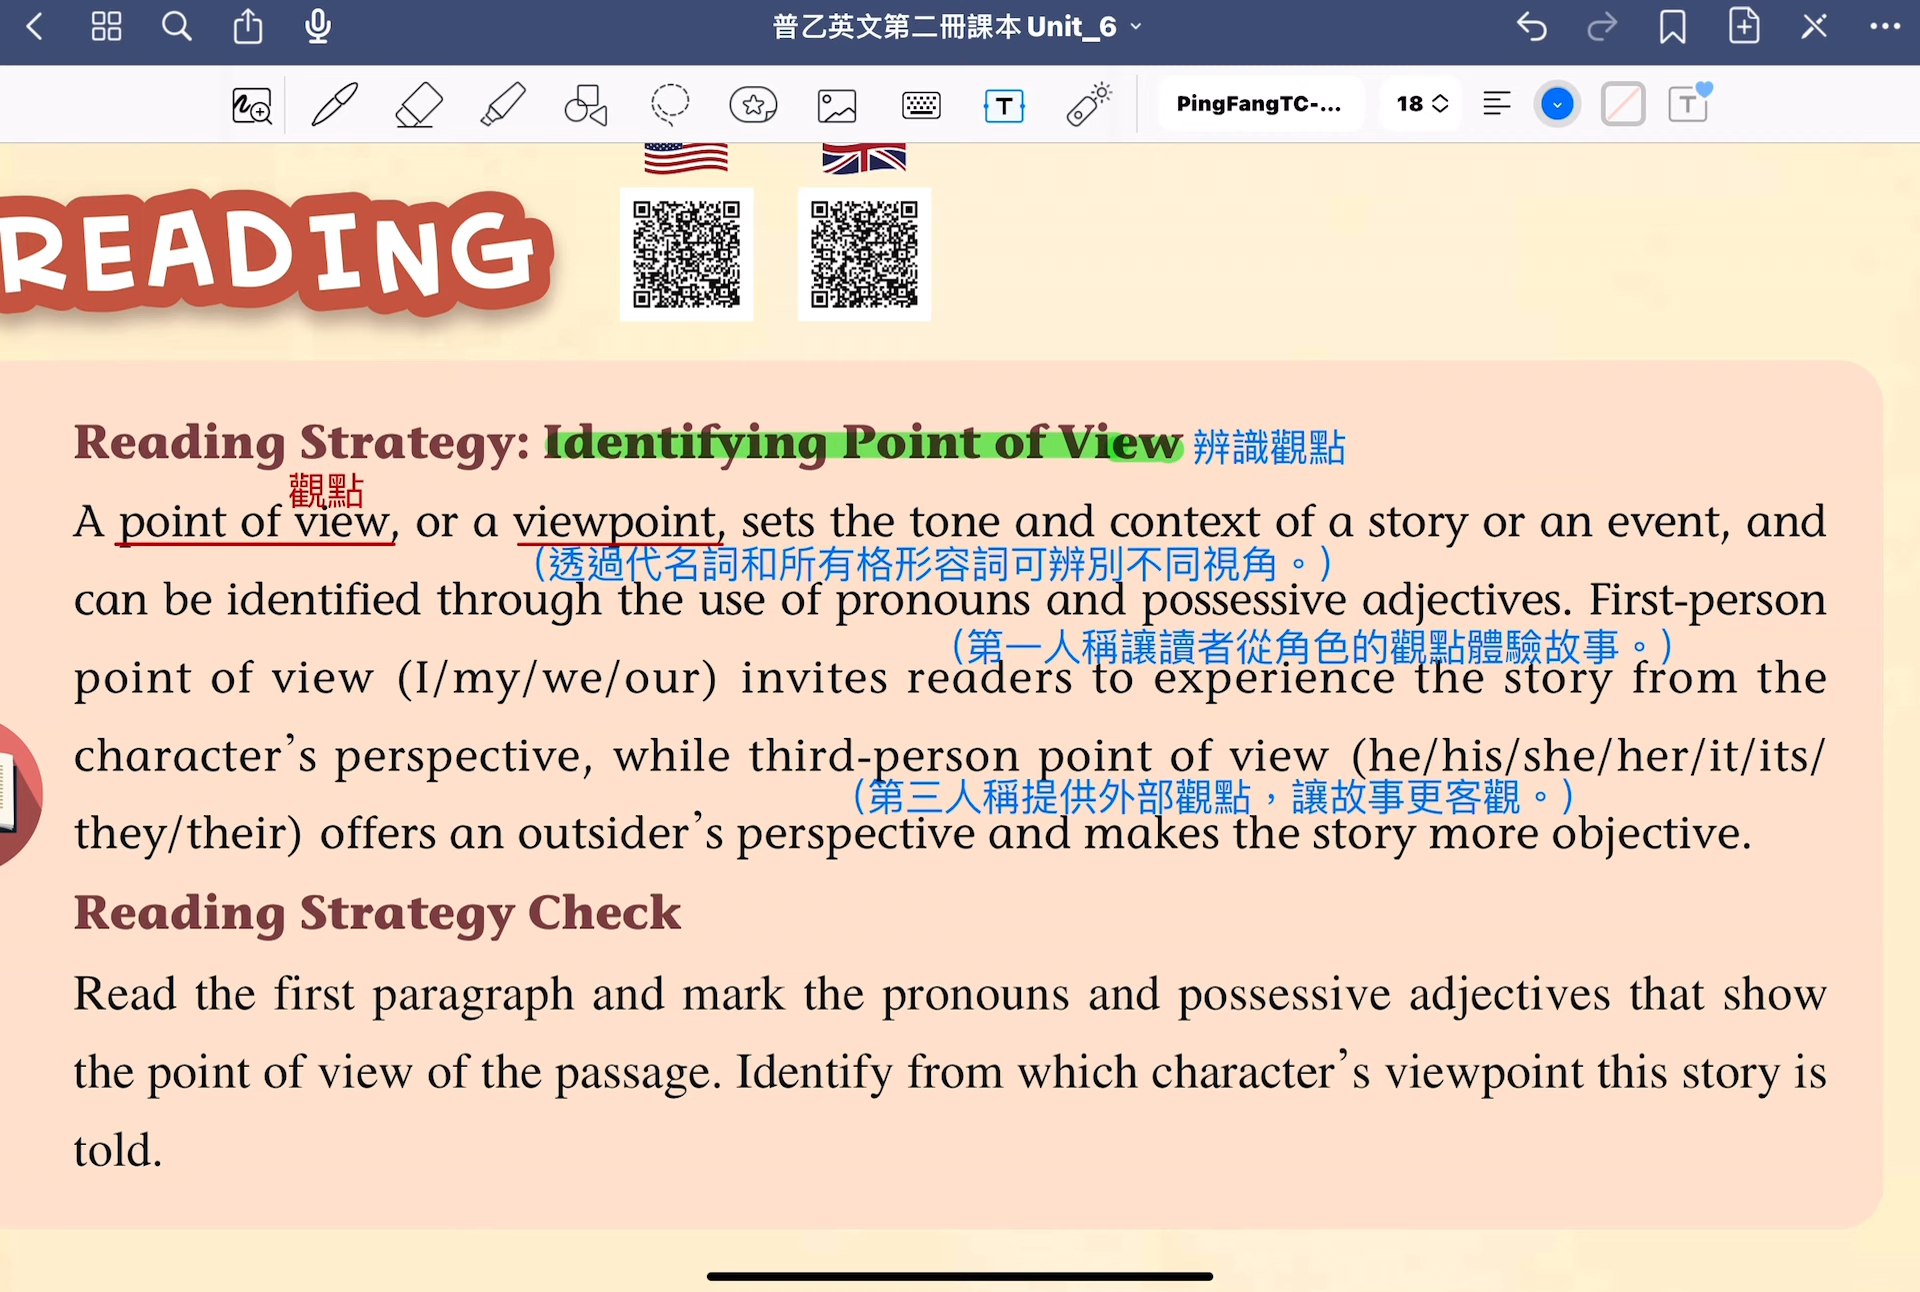 普乙英文第二冊課本 Unit_6
PingFangTC-...
18
READING
Reading Strategy: Identifying Point of View 辨識觀點
觀點
A point of view, or a viewpoint, sets the tone and context of a story or an event, and
(透過代名詞和所有格形容詞可辨別不同視角。)
can be identified through the use of pronouns and possessive adjectives. First-person
(第一人稱讓讀者從角色的觀點體驗故事。)
point of view (I/my/we/our) invites readers to experience the story from the
character's perspective, while third-person point of view (he/his/she/her/it/its/
(第三人稱提供外部觀點，讓故事更客觀。)
they/their) offers an outsider's perspective and makes the story more objective.
Reading Strategy Check
Read the first paragraph and mark the pronouns and possessive adjectives that show
the point of view of the passage. Identify from which character's viewpoint this story is
told.